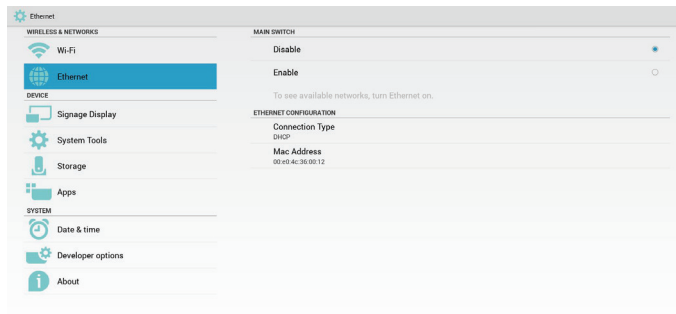 Ethernet
WIRELESS & NETWORKS
Wi-Fi
Ethernet
DEVICE
Signage Display
System Tools
Storage
Apps
SYSTEM
Date & time
Developer options
About
MAIN SWITCH
Disable
Enable
To see available networks, turn Ethernet on.
ETHERNET CONFIGURATION
Connection Type
DHCP
Mac Address
00:e0:4c:36:00:12